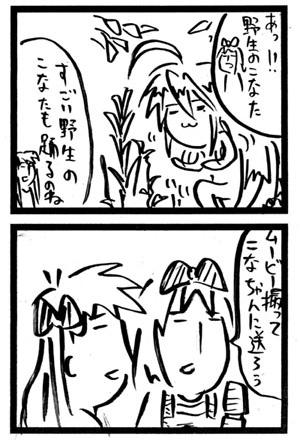 あっ!!
野生のこなた
すごい野生の
こなたも踊るのね
ムービー撮って
こなちゃんに送ろう